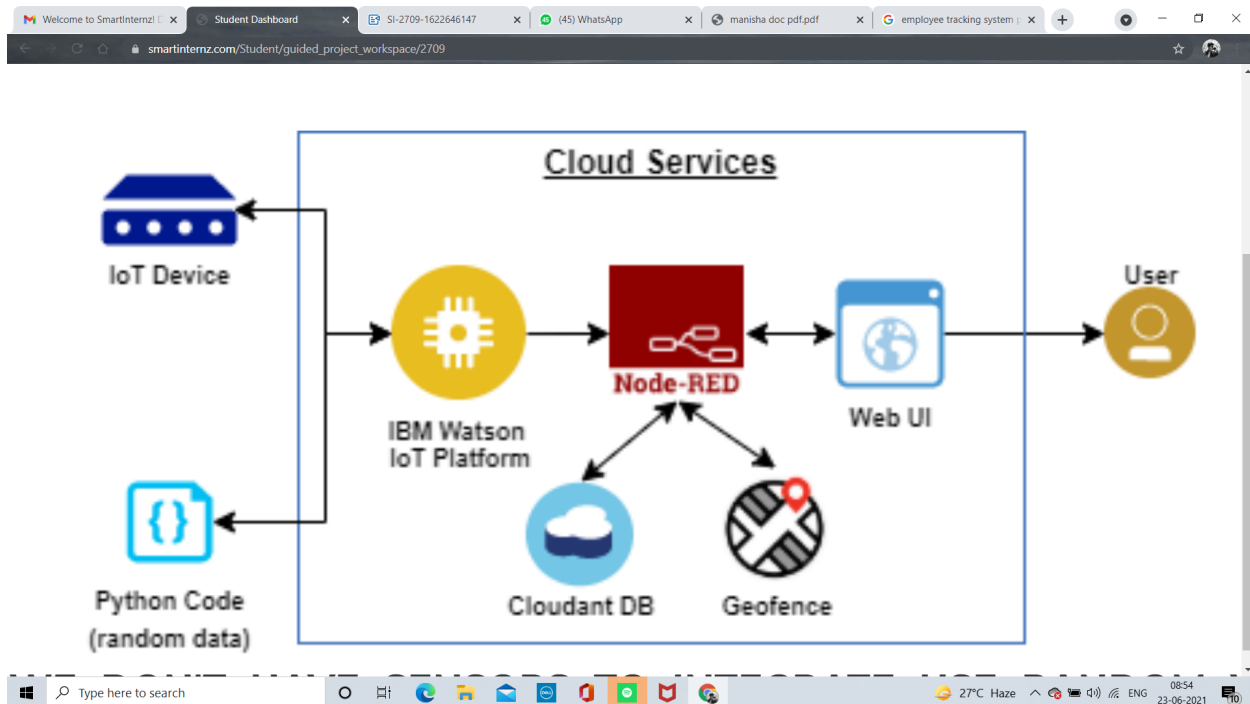 Welcome to SmartInternz! E
Student Dashboard
SI-2709-1622646147
(45) WhatsApp
manisha doc pdf.pdf
employee tracking system p
smartinternz.com/Student/guided_project_workspace/2709
Cloud Services
IoT Device
User
Node-RED
Web UI
IBM Watson
IoT Platform
Python Code
(random data)
Cloudant DB
Geofence
Type here to search
27°C Haze
ENG
08:54
23-06-2021